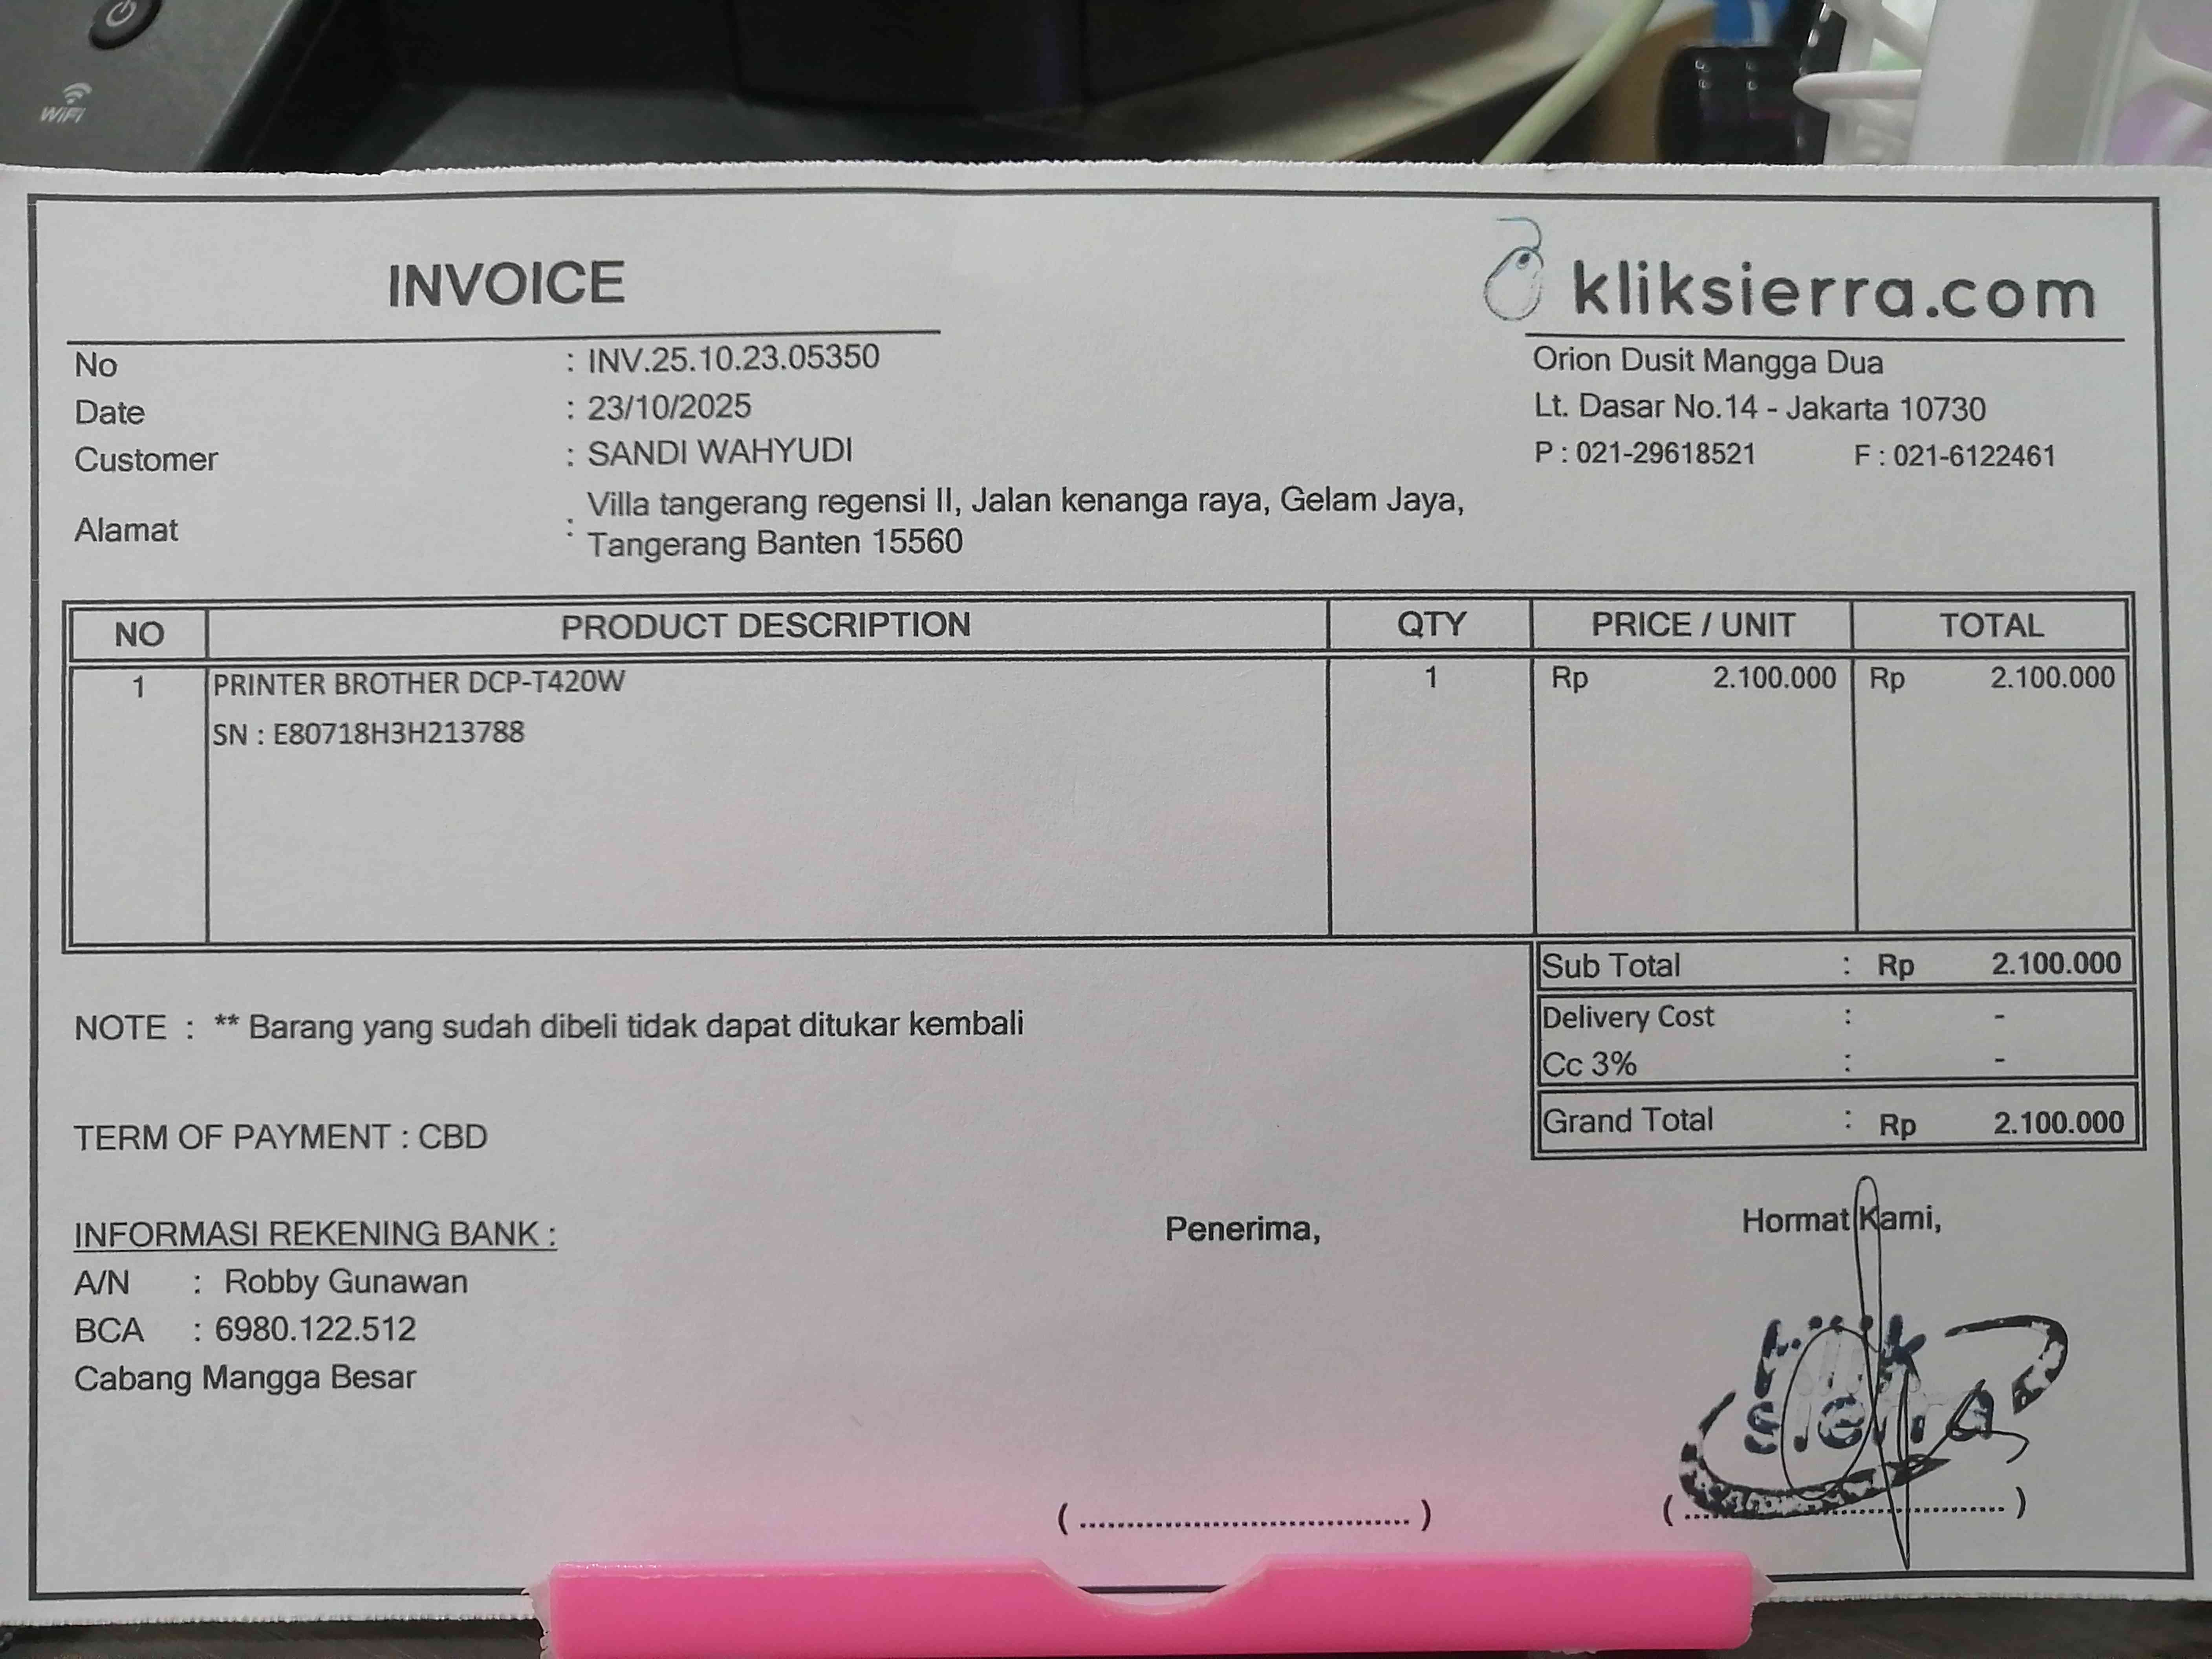 WiFi
INVOICE
kliksierra.com
No : INV.25.10.23.05350
Date : 23/10/2025
Customer : SANDI WAHYUDI
Alamat : Villa tangerang regensi II, Jalan kenanga raya, Gelam Jaya,
Tangerang Banten 15560
Orion Dusit Mangga Dua
Lt. Dasar No.14 - Jakarta 10730
P : 021-29618521 F : 021-6122461
NO PRODUCT DESCRIPTION QTY PRICE / UNIT TOTAL
1 PRINTER BROTHER DCP-T420W 1 Rp 2.100.000 Rp 2.100.000
SN : E80718H3H213788
Sub Total : Rp 2.100.000
Delivery Cost : -
Cc 3% : -
Grand Total : Rp 2.100.000
NOTE : ** Barang yang sudah dibeli tidak dapat ditukar kembali
TERM OF PAYMENT : CBD
INFORMASI REKENING BANK :
A/N : Robby Gunawan
BCA : 6980.122.512
Cabang Mangga Besar
Penerima,
Hormat Kami,
klik
sierra
(..................................)
(..................................)